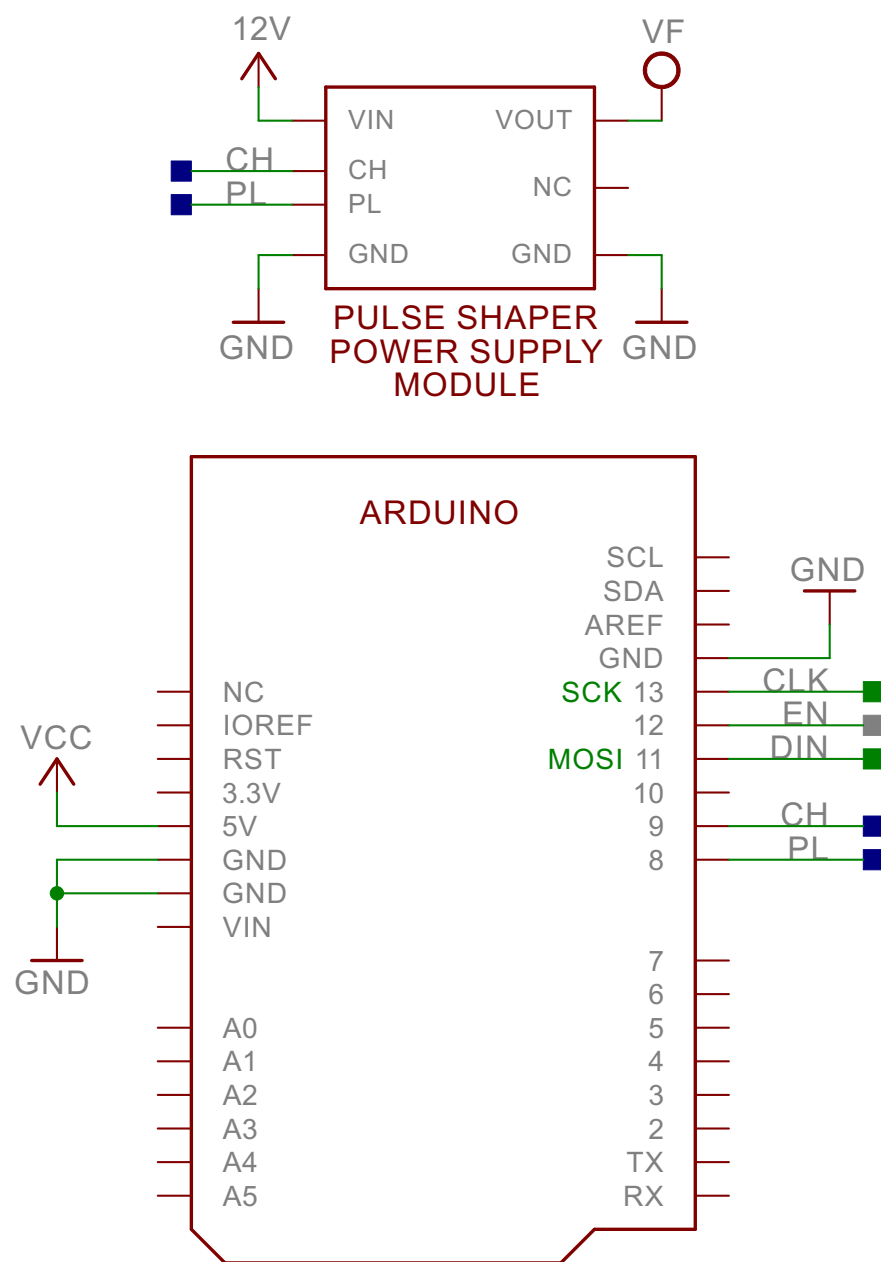 12V
VF
VIN VOUT
CH CH
NC
PL PL
GND GND
GND GND
PULSE SHAPER
POWER SUPPLY
MODULE
ARDUINO
SCL
SDA
AREF
GND
GND
NC
IOREF
RST
3.3V
5V
GND
GND
VIN
VCC
GND
SCK 13 CLK
12 EN
MOSI 11 DIN
10
9 CH
8 PL
7
6
5
4
3
2
TX
RX
A0
A1
A2
A3
A4
A5